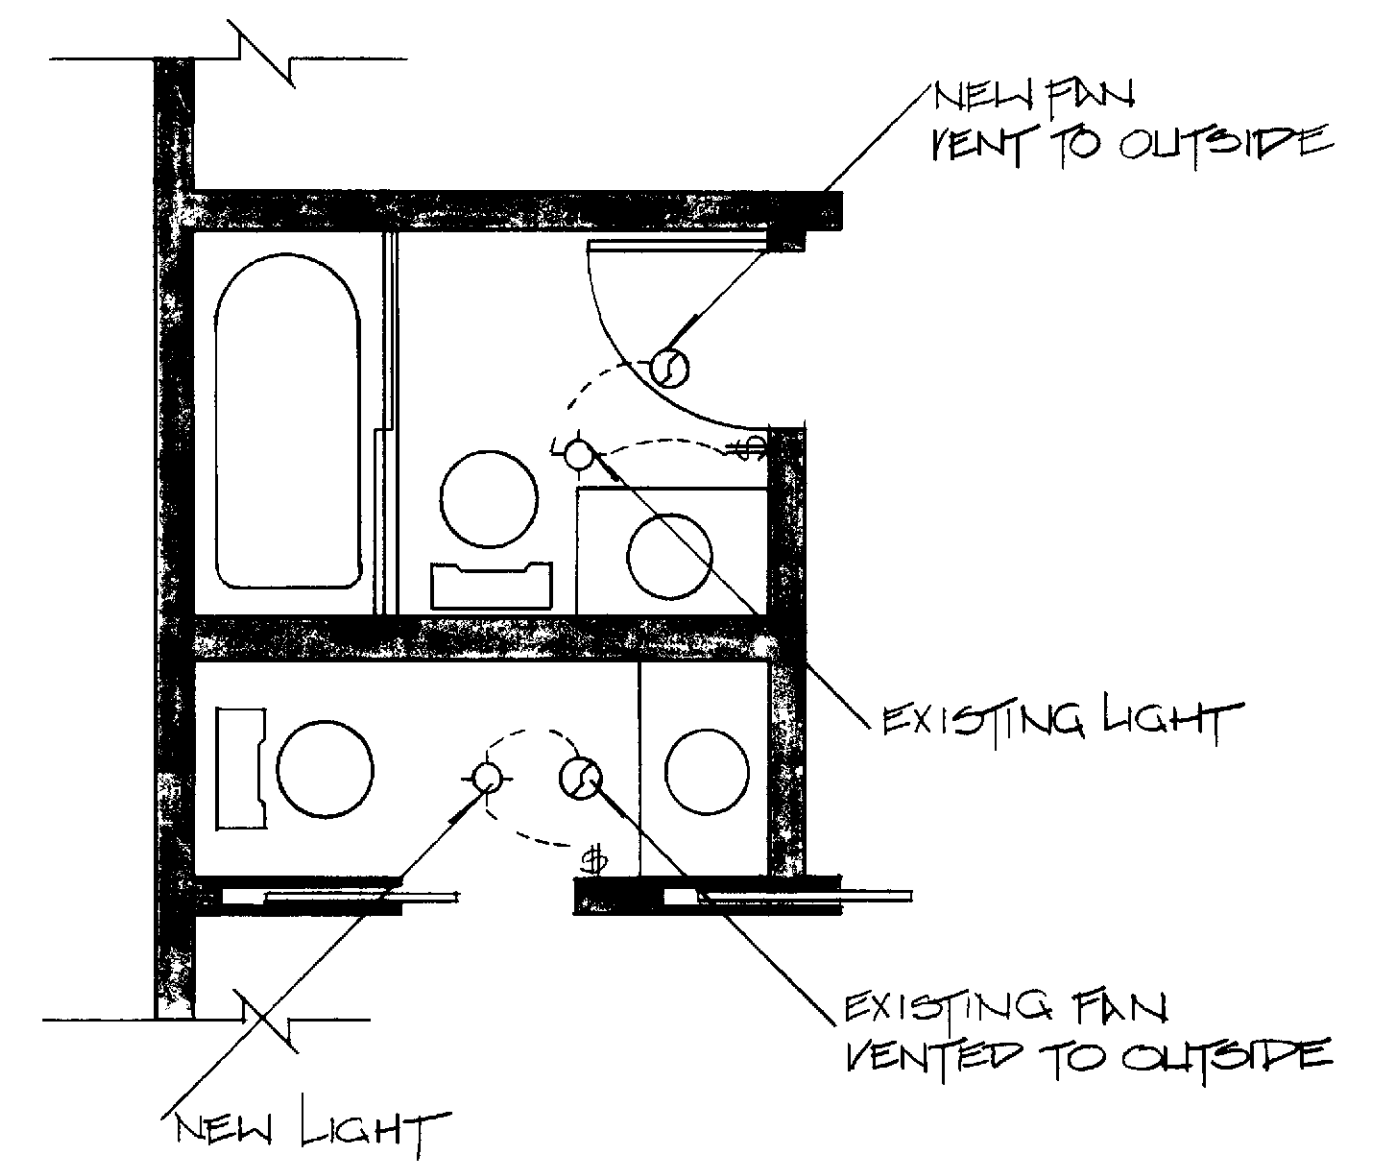 NEW FAN
VENT TO OUTSIDE
$
EXISTING LIGHT
$
EXISTING FAN
VENTED TO OUTSIDE
NEW LIGHT